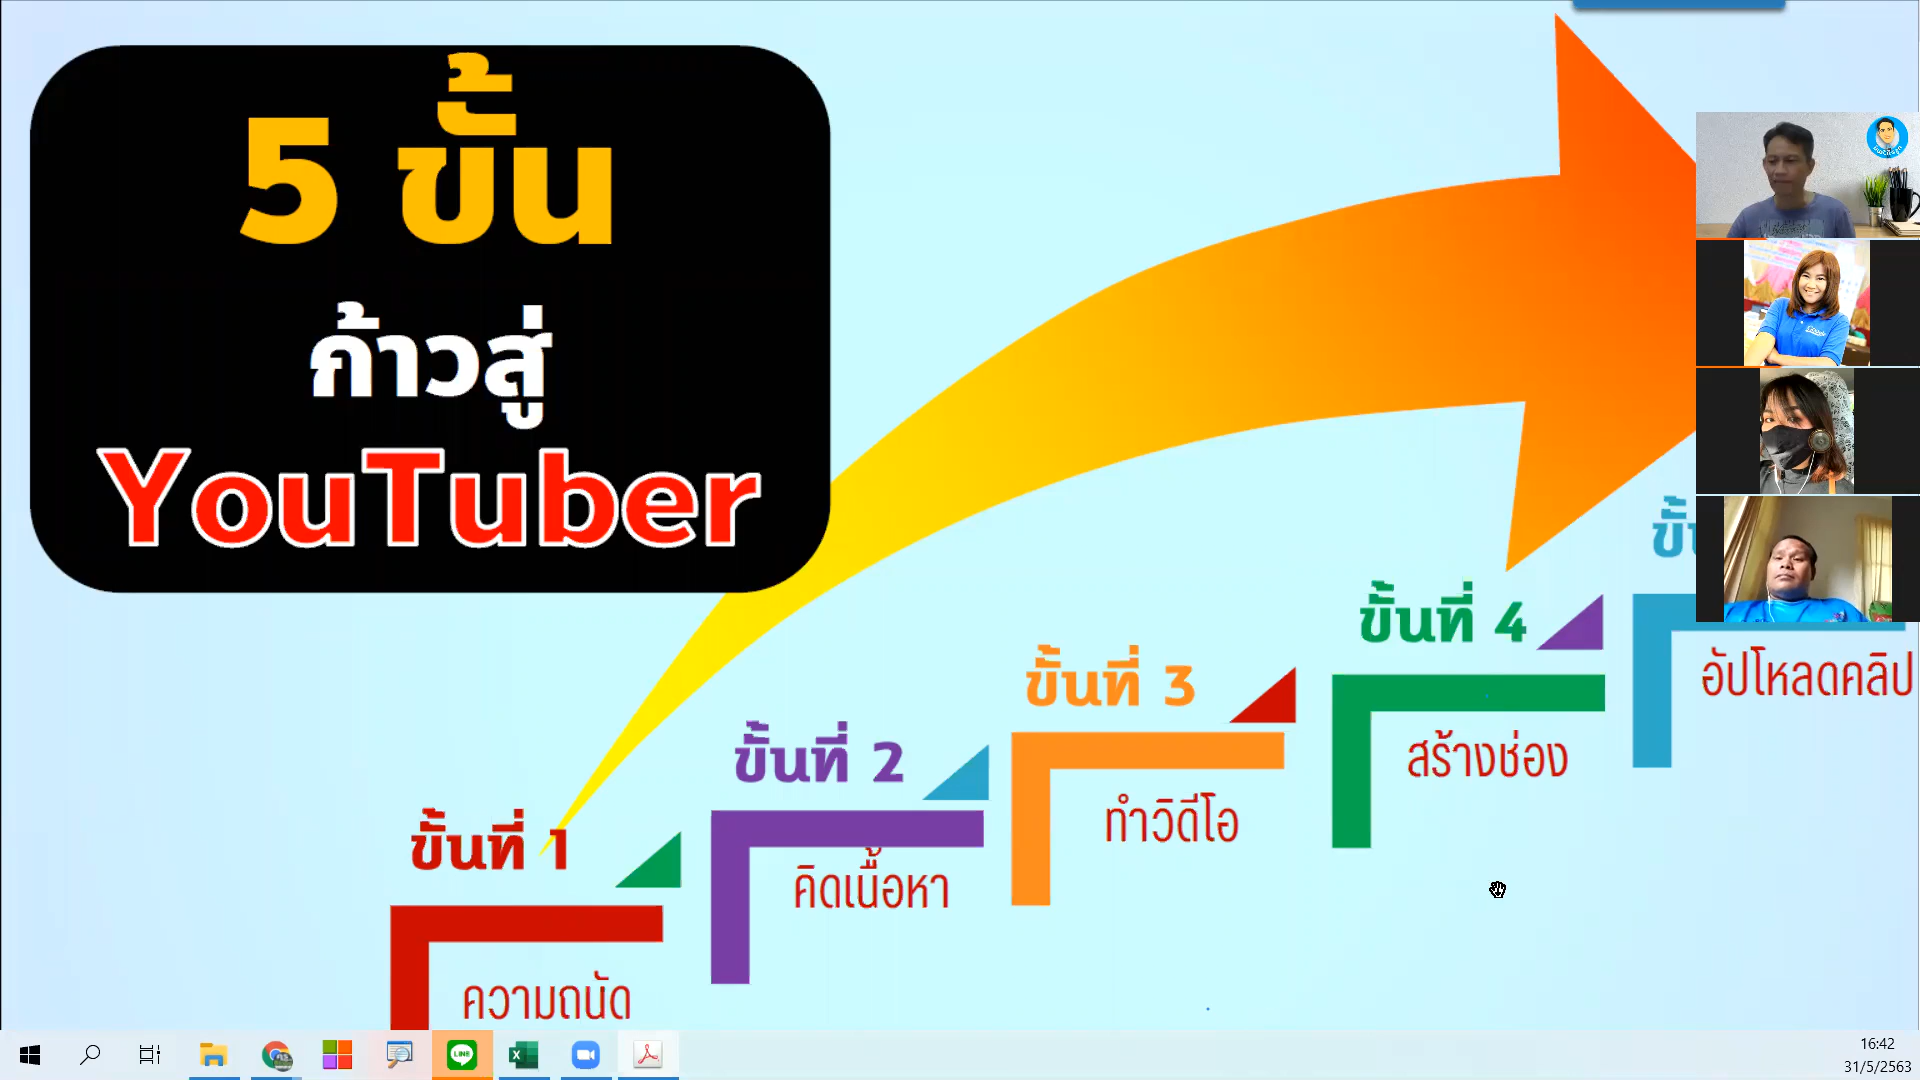 5 ขั้น
ก้าวสู่
YouTuber
ขั้นที่ 1
ความถนัด
ขั้นที่ 2
คิดเนื้อหา
ขั้นที่ 3
ทำวิดีโอ
ขั้นที่ 4
สร้างช่อง
อัปโหลดคลิป
LINE
16:42
31/5/2563